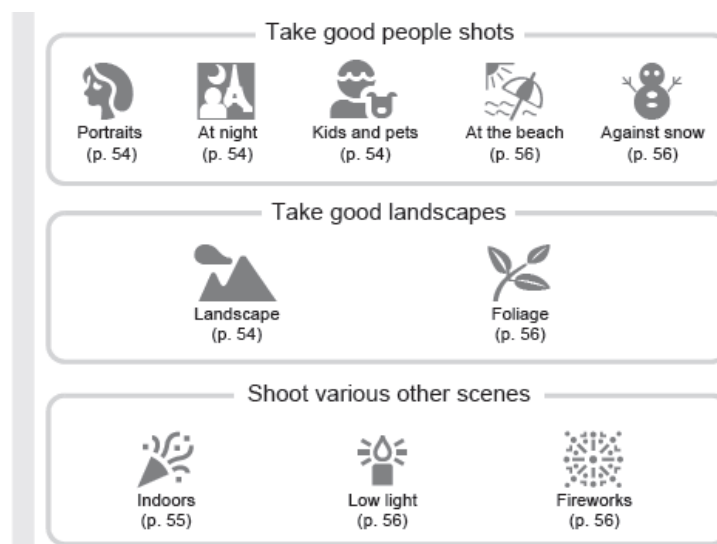 Take good people shots
Portraits At night Kids and pets At the beach Against snow
(p. 54) (p. 54) (p. 54) (p. 56) (p. 56)
Take good landscapes
Landscape Foliage
(p. 54) (p. 56)
Shoot various other scenes
Indoors Low light Fireworks
(p. 55) (p. 56) (p. 56)